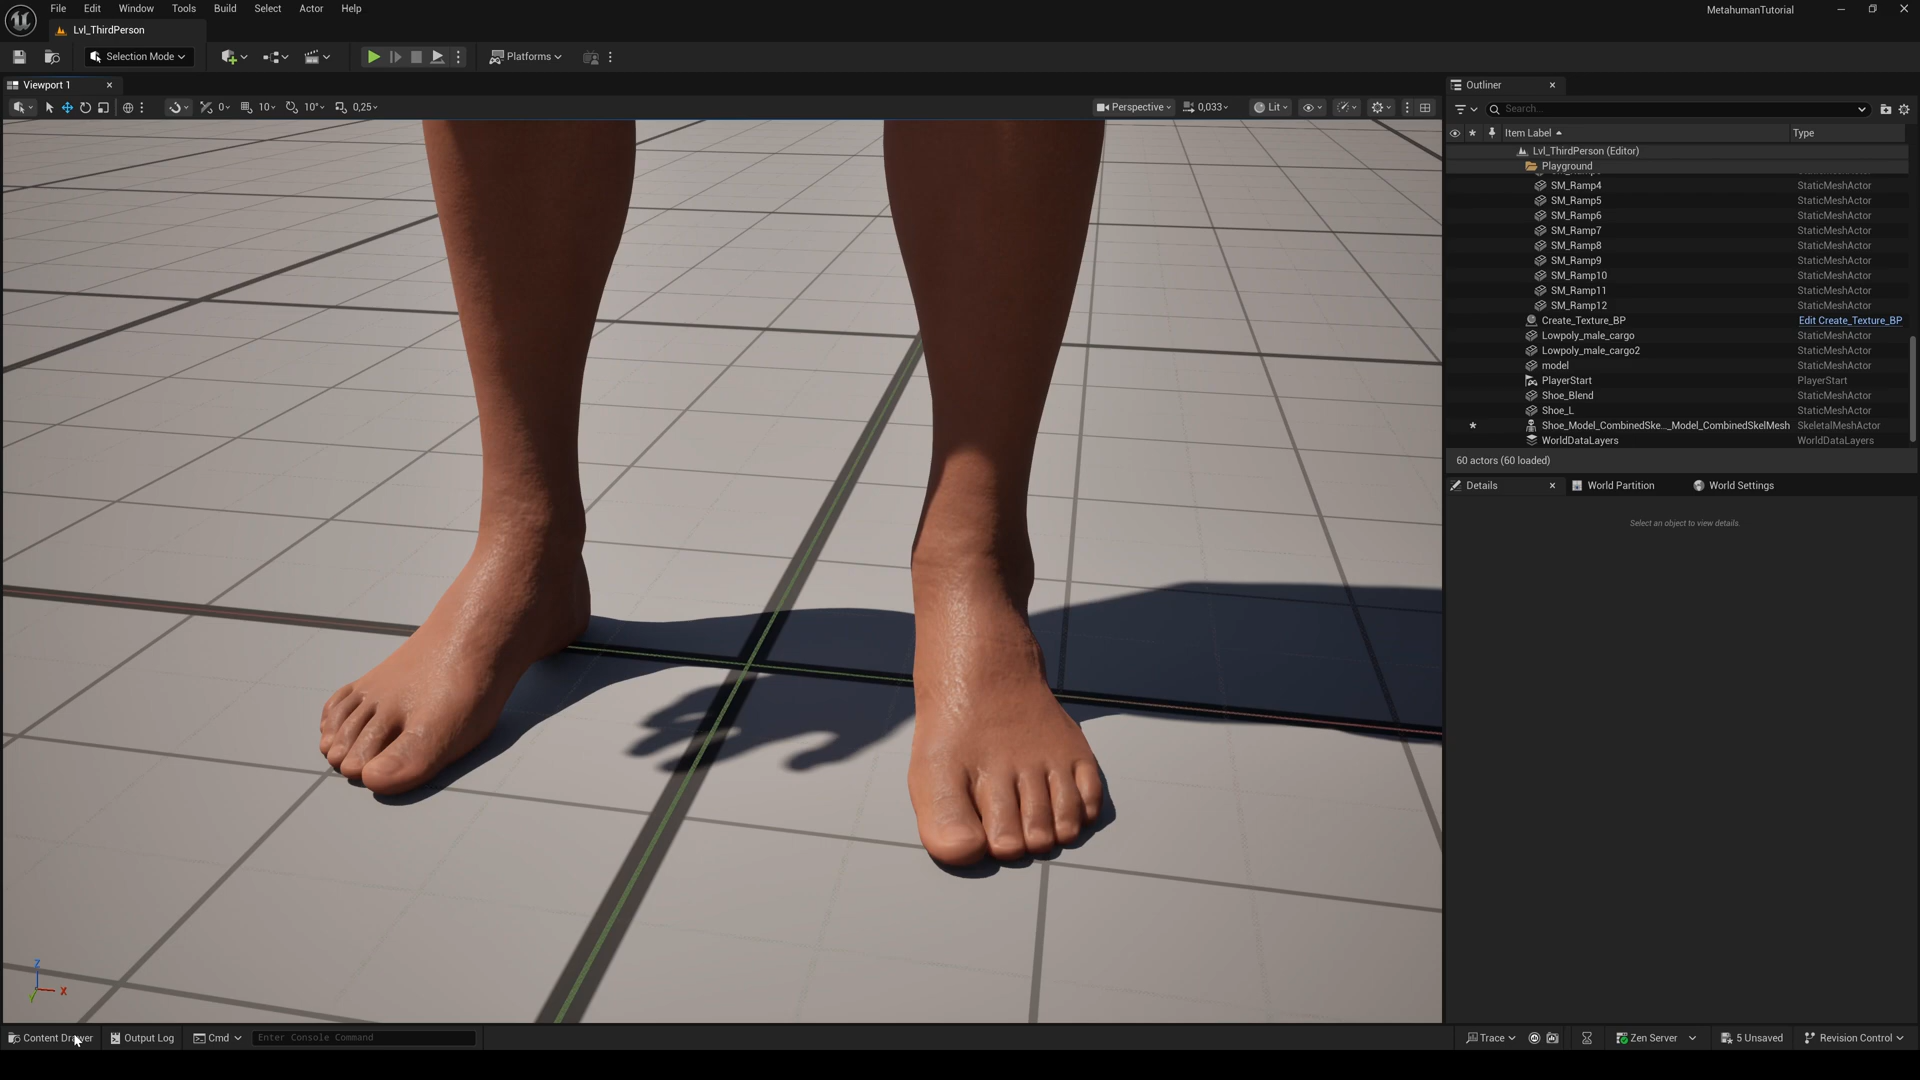 File Edit Window Tools Build Select Actor Help
MetahumanTutorial
Lvl_ThirdPerson
Selection Mode
Platforms
Viewport 1
0
10
10°
0,25
Perspective
0,033
Lit
Outliner
Search...
Item Label Type
Lvl_ThirdPerson (Editor)
Playground
SM_Ramp4 StaticMeshActor
SM_Ramp5 StaticMeshActor
SM_Ramp6 StaticMeshActor
SM_Ramp7 StaticMeshActor
SM_Ramp8 StaticMeshActor
SM_Ramp9 StaticMeshActor
SM_Ramp10 StaticMeshActor
SM_Ramp11 StaticMeshActor
SM_Ramp12 StaticMeshActor
Create_Texture_BP Edit Create_Texture_BP
Lowpoly_male_cargo StaticMeshActor
Lowpoly_male_cargo2 StaticMeshActor
model StaticMeshActor
PlayerStart PlayerStart
Shoe_Blend StaticMeshActor
Shoe_L StaticMeshActor
Shoe_Model_CombinedSke..._Model_CombinedSkelMesh SkeletalMeshActor
WorldDataLayers WorldDataLayers
60 actors (60 loaded)
Details World Partition World Settings
Select an object to view details.
Z
X
Y
Content Drawer
Output Log
Cmd
Enter Console Command
Trace
Zen Server
5 Unsaved
Revision Control